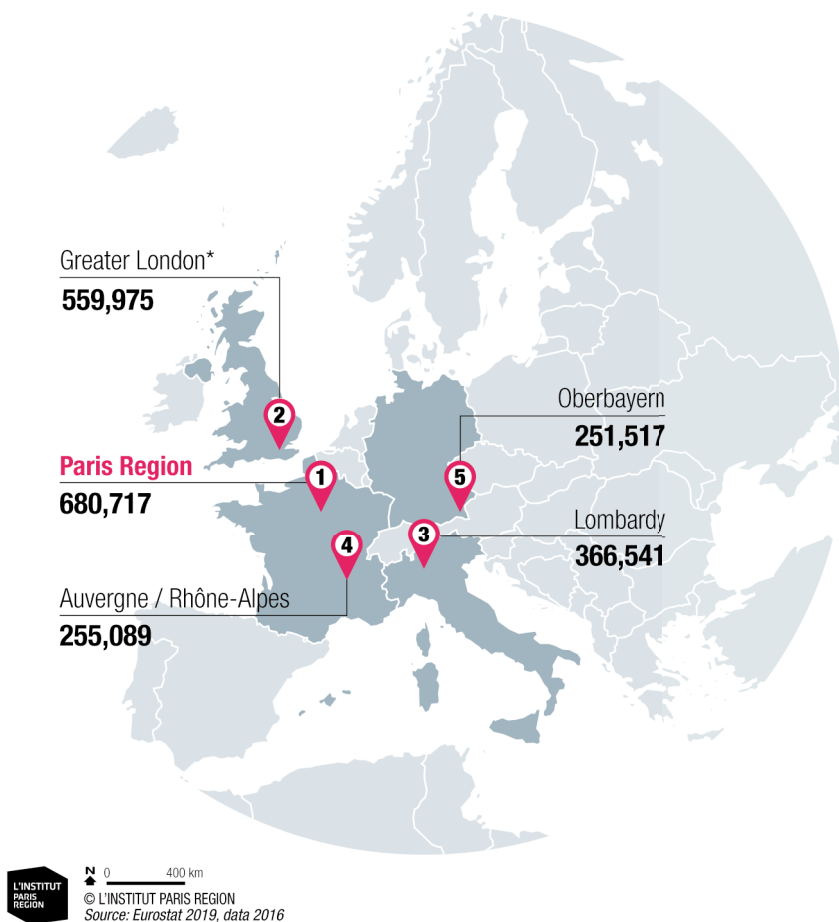 Greater London*
559,975
2
Oberbayern
251,517
Paris Region
680,717
1
5
Lombardy
366,541
3
4
Auvergne / Rhône-Alpes
255,089
L'INSTITUT
PARIS
REGION
N 0 400 km
© L'INSTITUT PARIS REGION
Source: Eurostat 2019, data 2016